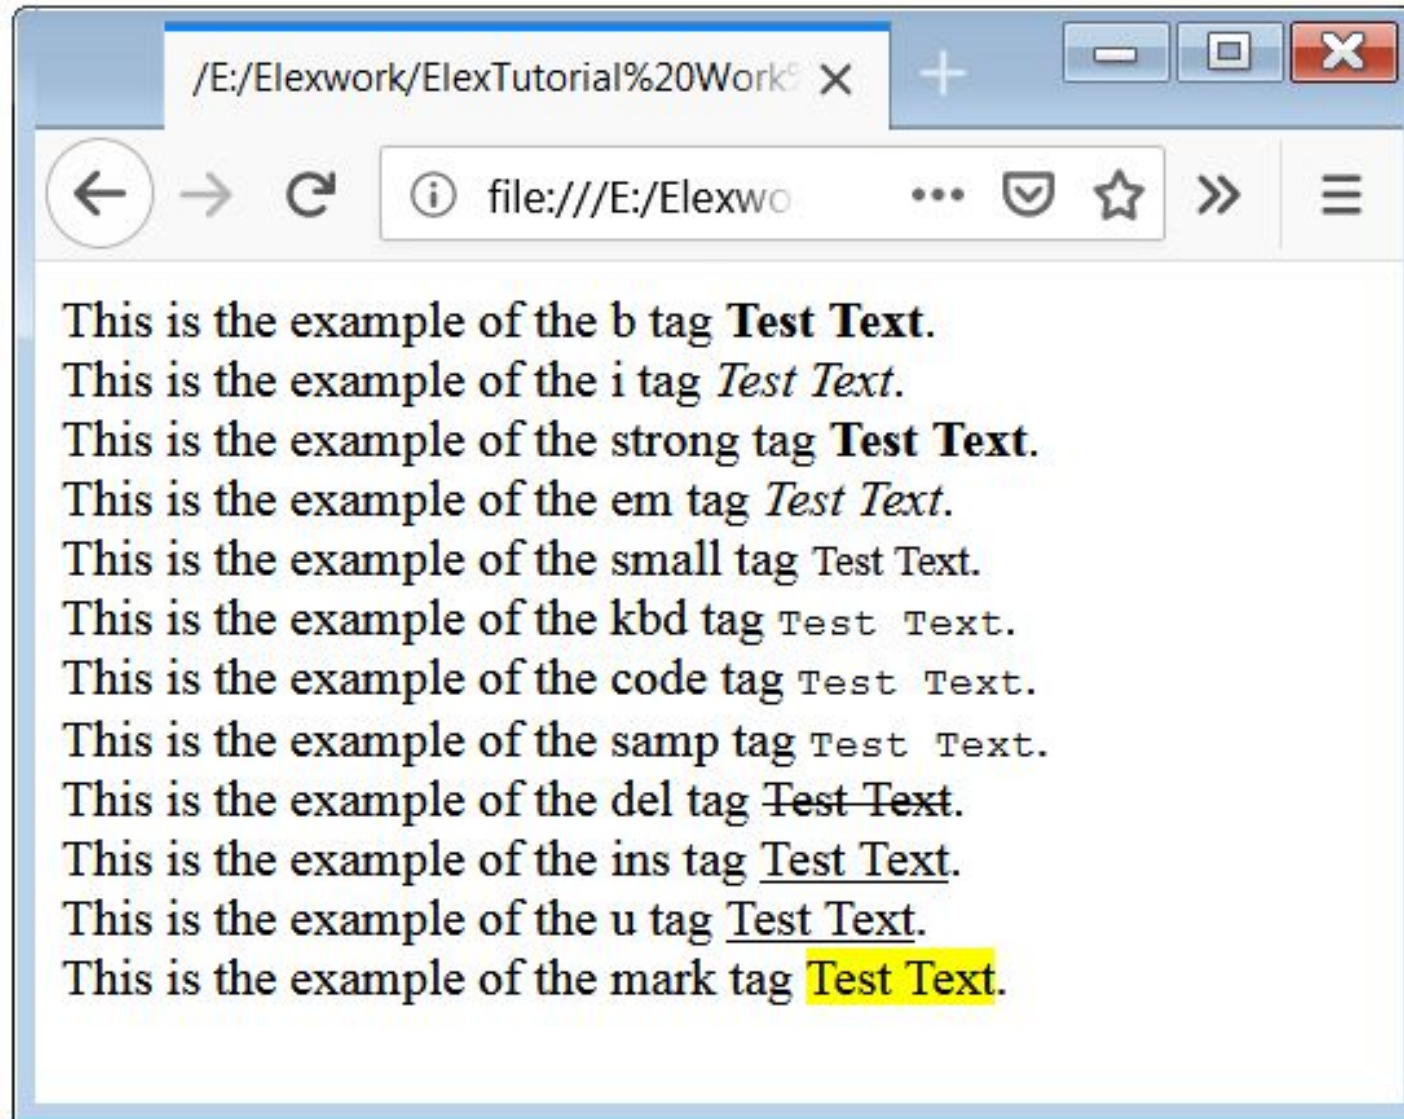 /E:/Elexwork/ElexTutorial%20Work%
file:///E:/Elexwo
This is the example of the b tag Test Text.
This is the example of the i tag Test Text.
This is the example of the strong tag Test Text.
This is the example of the em tag Test Text.
This is the example of the small tag Test Text.
This is the example of the kbd tag Test Text.
This is the example of the code tag Test Text.
This is the example of the samp tag Test Text.
This is the example of the del tag Test Text.
This is the example of the ins tag Test Text.
This is the example of the u tag Test Text.
This is the example of the mark tag Test Text.